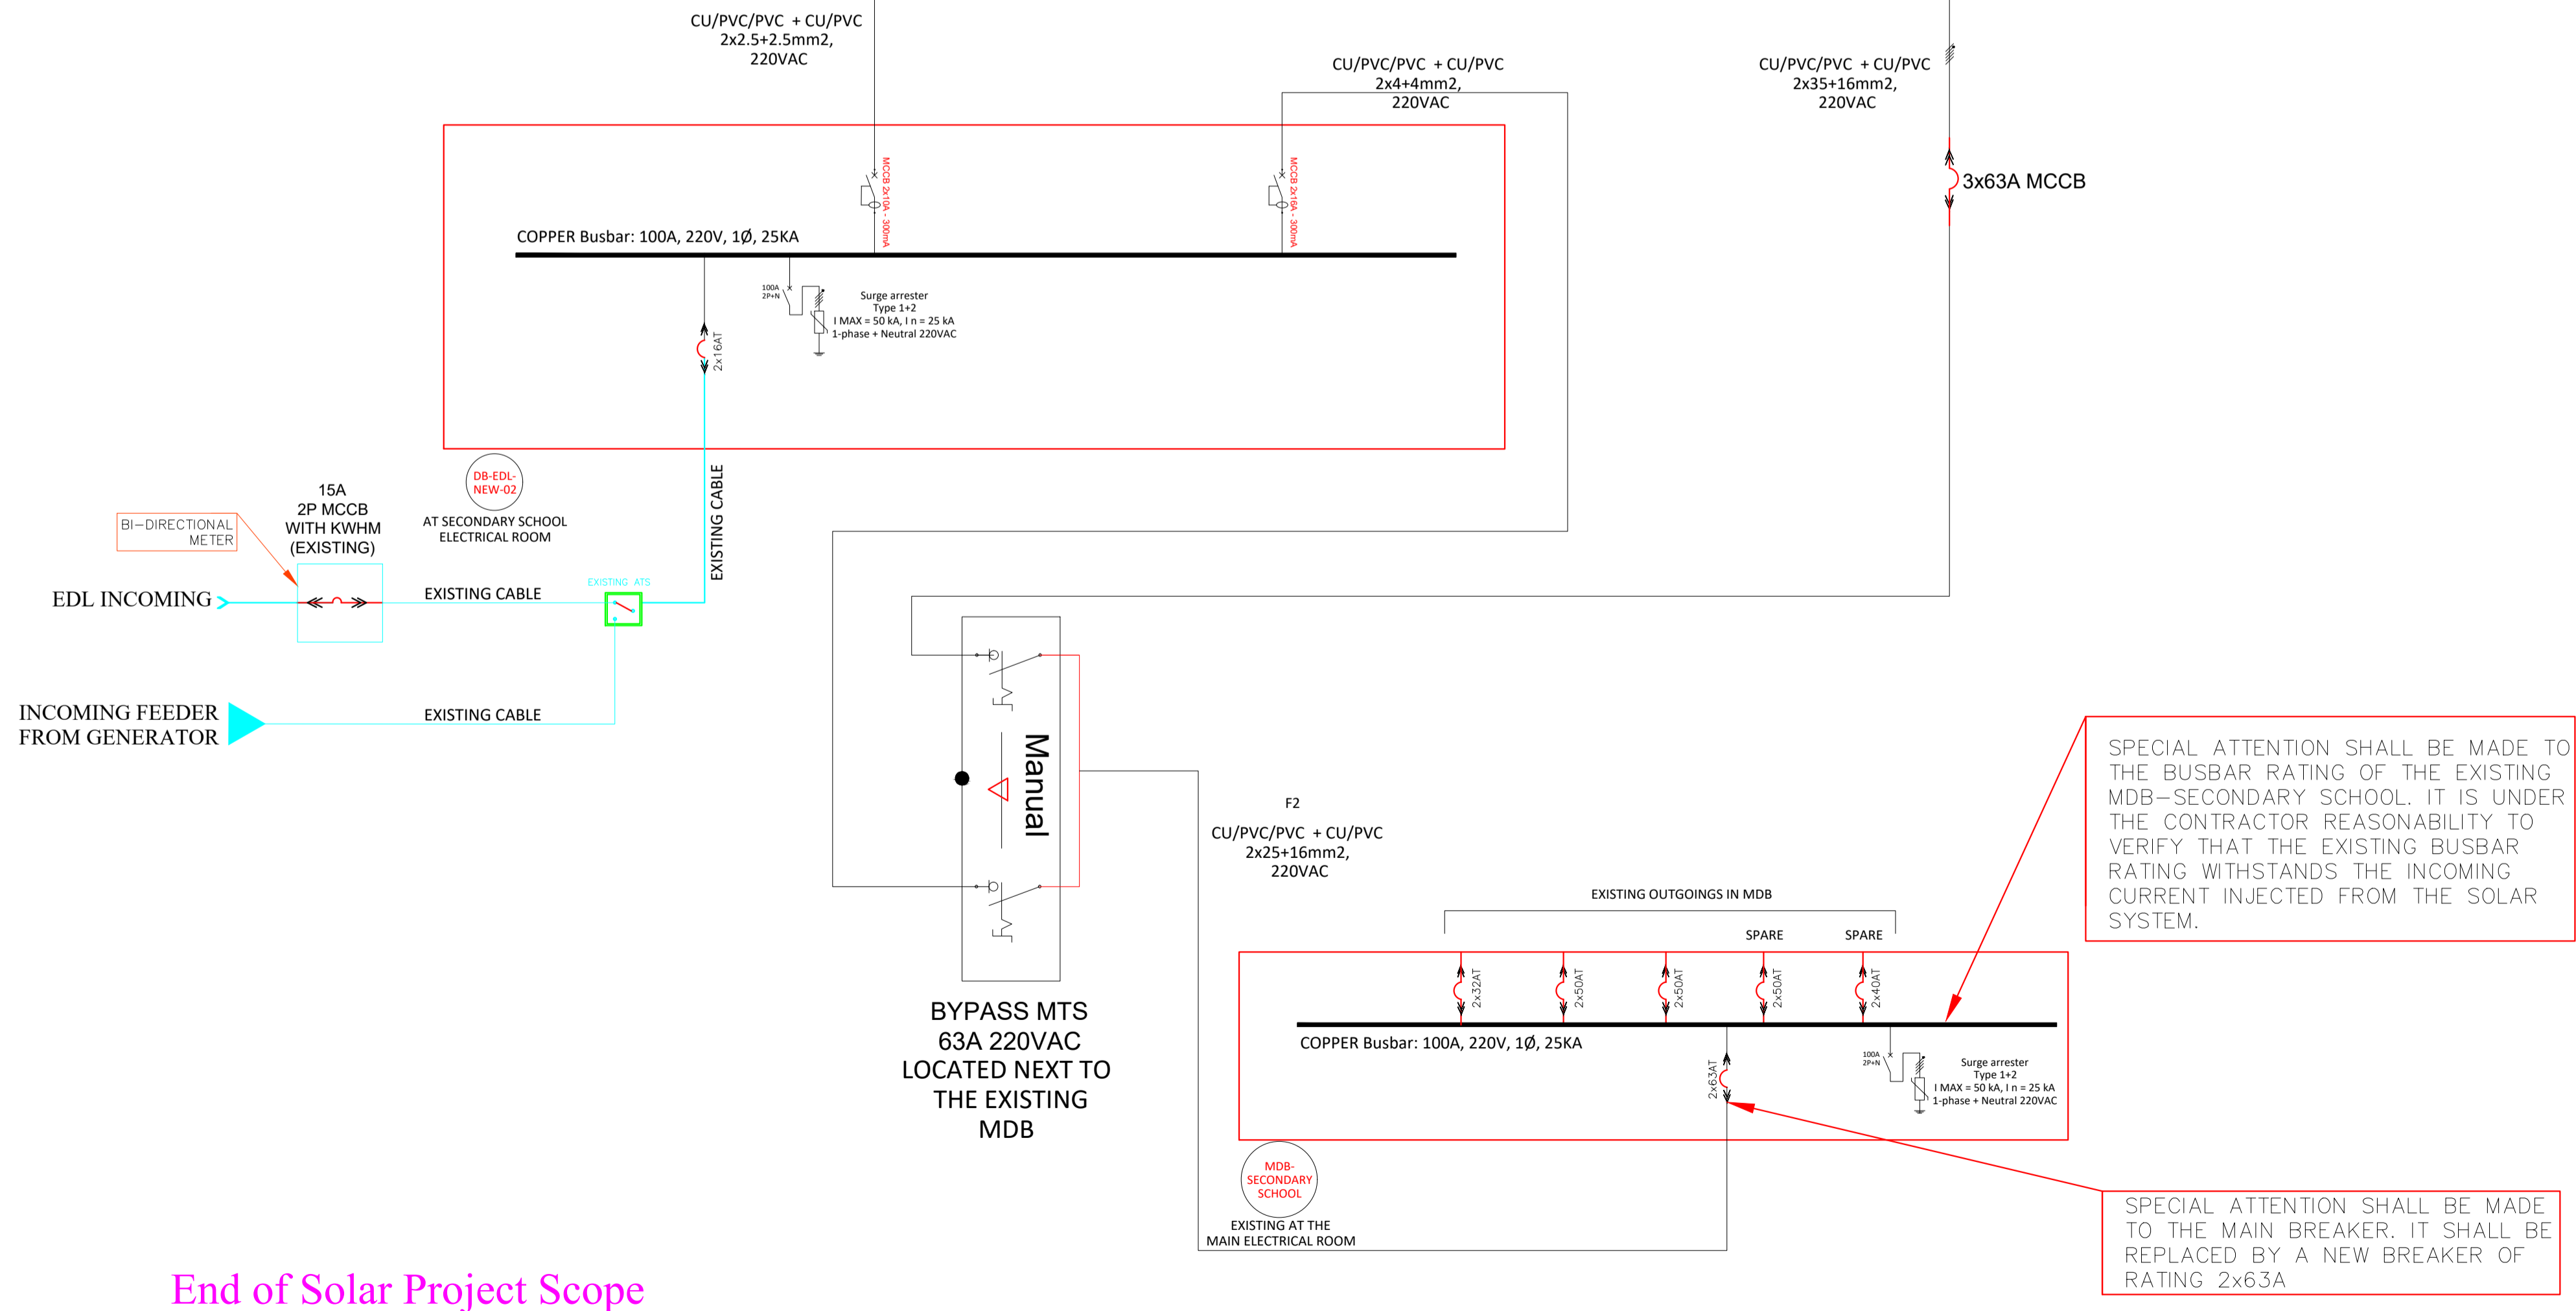 CU/PVC/PVC + CU/PVC
2x2.5+2.5mm2,
220VAC
CU/PVC/PVC + CU/PVC
2x4+4mm2,
220VAC
CU/PVC/PVC + CU/PVC
2x35+16mm2,
220VAC
MCCB 2x10A - 300mA
MCCB 2x16A - 300mA
3x63A MCCB
COPPER Busbar: 100A, 220V, 1Ø, 25KA
100A
2P+N
Surge arrester
Type 1+2
I MAX = 50 kA, I n = 25 kA
1-phase + Neutral 220VAC
2x16AT
DB-EDL-
NEW-02
AT SECONDARY SCHOOL
ELECTRICAL ROOM
EXISTING CABLE
15A
2P MCCB
WITH KWHM
(EXISTING)
BI-DIRECTIONAL
METER
EDL INCOMING
EXISTING CABLE
EXISTING ATS
INCOMING FEEDER
FROM GENERATOR
EXISTING CABLE
Manual
BYPASS MTS
63A 220VAC
LOCATED NEXT TO
THE EXISTING
MDB
F2
CU/PVC/PVC + CU/PVC
2x25+16mm2,
220VAC
EXISTING OUTGOINGS IN MDB
SPARE
SPARE
2x32AT
2x50AT
2x50AT
2x50AT
2x40AT
COPPER Busbar: 100A, 220V, 1Ø, 25KA
2x63AT
100A
2P+N
Surge arrester
Type 1+2
I MAX = 50 kA, I n = 25 kA
1-phase + Neutral 220VAC
MDB-
SECONDARY
SCHOOL
EXISTING AT THE
MAIN ELECTRICAL ROOM
SPECIAL ATTENTION SHALL BE MADE TO
THE BUSBAR RATING OF THE EXISTING
MDB-SECONDARY SCHOOL. IT IS UNDER
THE CONTRACTOR REASONABILITY TO
VERIFY THAT THE EXISTING BUSBAR
RATING WITHSTANDS THE INCOMING
CURRENT INJECTED FROM THE SOLAR
SYSTEM.
SPECIAL ATTENTION SHALL BE MADE
TO THE MAIN BREAKER. IT SHALL BE
REPLACED BY A NEW BREAKER OF
RATING 2x63A
End of Solar Project Scope